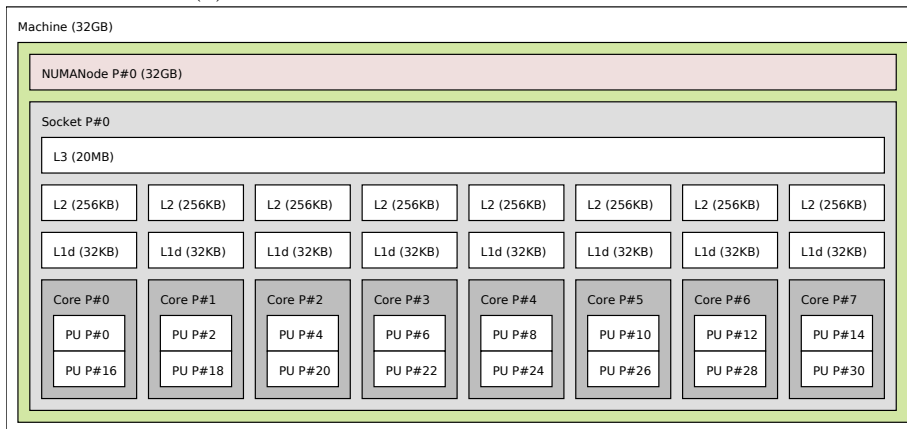 Machine (32GB)
NUMANode P#0 (32GB)
Socket P#0
L3 (20MB)
L2 (256KB) L2 (256KB) L2 (256KB) L2 (256KB) L2 (256KB) L2 (256KB) L2 (256KB) L2 (256KB)
L1d (32KB) L1d (32KB) L1d (32KB) L1d (32KB) L1d (32KB) L1d (32KB) L1d (32KB) L1d (32KB)
Core P#0 Core P#1 Core P#2 Core P#3 Core P#4 Core P#5 Core P#6 Core P#7
PU P#0 PU P#2 PU P#4 PU P#6 PU P#8 PU P#10 PU P#12 PU P#14
PU P#16 PU P#18 PU P#20 PU P#22 PU P#24 PU P#26 PU P#28 PU P#30